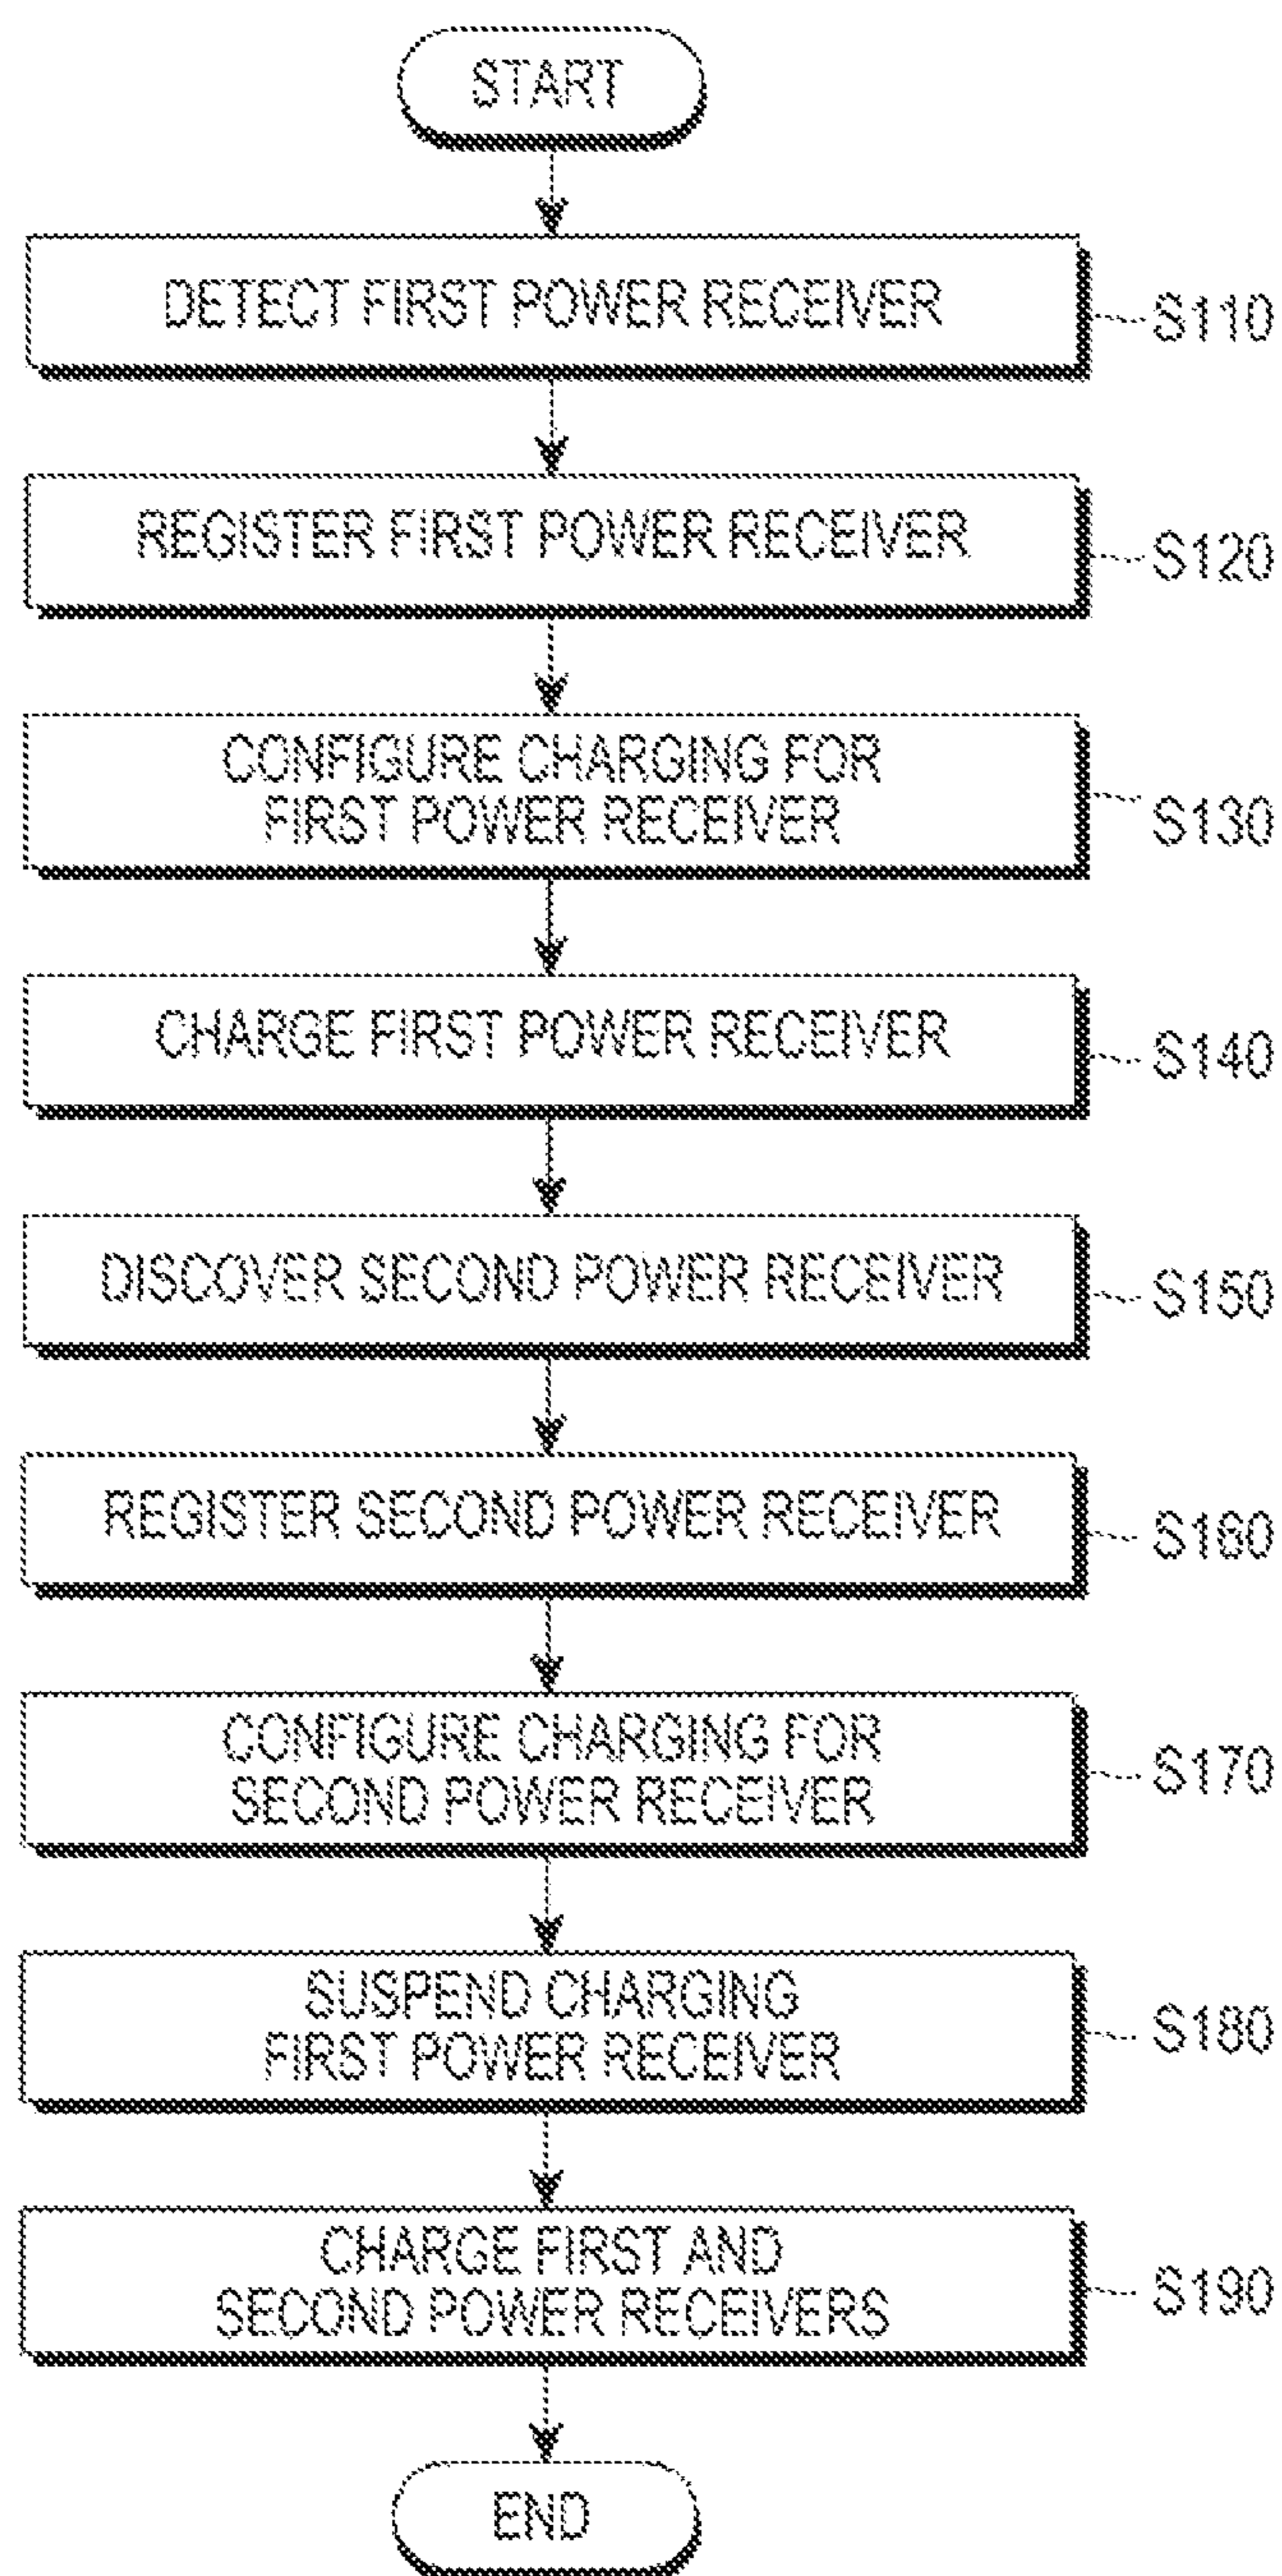 START
DETECT FIRST POWER RECEIVER
S110
REGISTER FIRST POWER RECEIVER
S120
CONFIGURE CHARGING FOR
FIRST POWER RECEIVER
S130
CHARGE FIRST POWER RECEIVER
S140
DISCOVER SECOND POWER RECEIVER
S150
REGISTER SECOND POWER RECEIVER
S160
CONFIGURE CHARGING FOR
SECOND POWER RECEIVER
S170
SUSPEND CHARGING
FIRST POWER RECEIVER
S180
CHARGE FIRST AND
SECOND POWER RECEIVERS
S190
END